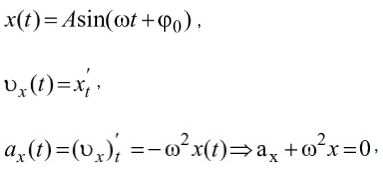 x(t) = A sin(ωt + φ₀) ,
υₓ(t) = x′ₜ ,
aₓ(t) = (υₓ)′ₜ = −ω²x(t) ⇒ aₓ + ω²x = 0 ,